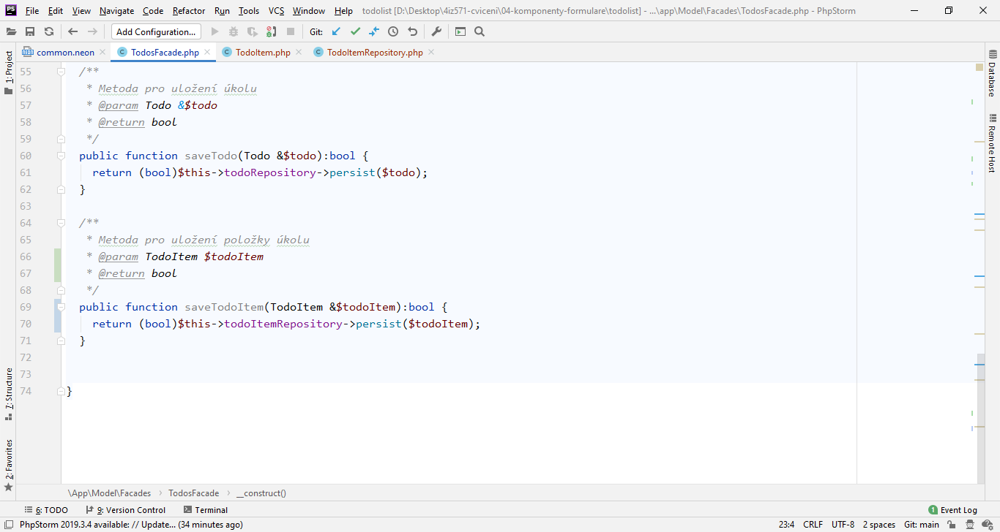 PS File Edit View Navigate Code Refactor Run Tools VCS Window Help todolist [D:\Desktop\4iz571-cviceni\04-komponenty-formulare\todolist] - ...\app\Model\Facades\TodosFacade.php - PhpStorm
Add Configuration... Git:
common.neon TodosFacade.php TodoItem.php TodoItemRepository.php
1: Project
7: Structure
2: Favorites
Database
Remote Host
55 /**
56 * Metoda pro uložení úkolu
57 * @param Todo &$todo
58 * @return bool
59 */
60 public function saveTodo(Todo &$todo):bool {
61 return (bool)$this->todoRepository->persist($todo);
62 }
63
64 /**
65 * Metoda pro uložení položky úkolu
66 * @param TodoItem $todoItem
67 * @return bool
68 */
69 public function saveTodoItem(TodoItem &$todoItem):bool {
70 return (bool)$this->todoItemRepository->persist($todoItem);
71 }
72
73
74 }
\App\Model\Facades › TodosFacade › __construct()
6: TODO 9: Version Control Terminal 1 Event Log
PhpStorm 2019.3.4 available: // Update... (34 minutes ago) 23:4 CRLF UTF-8 2 spaces Git: main